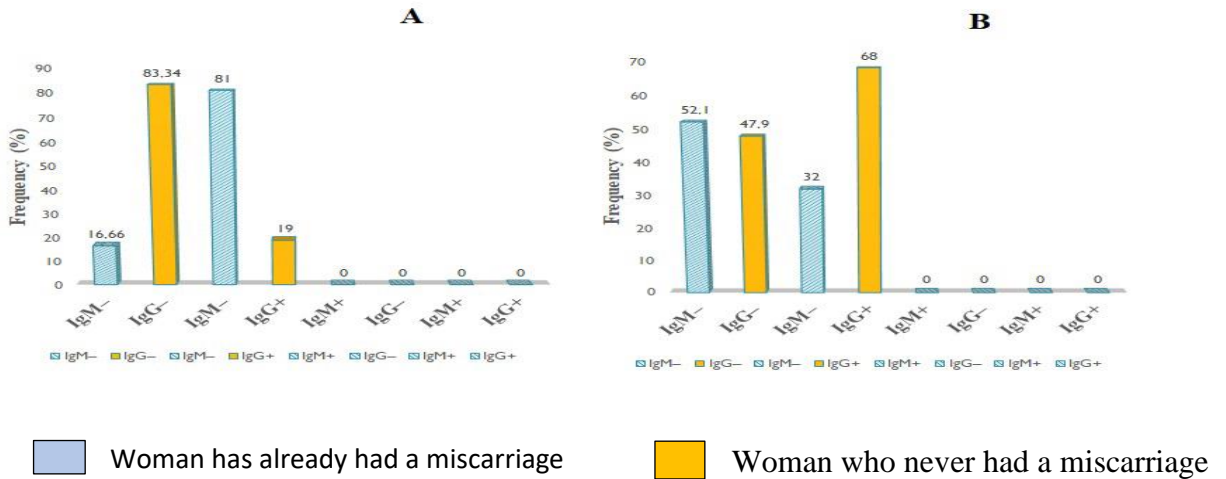 A
Frequency (%)
90
80
70
60
50
40
30
20
10
0
16,66
83,34
81
19
0
0
0
0
IgM–
IgG–
IgM–
IgG+
IgM+
IgG–
IgM+
IgG+
IgM– IgG– IgM– IgG+ IgM+ IgG– IgM+ IgG+
B
Frequency (%)
70
60
50
40
30
20
10
0
52,1
47,9
32
68
0
0
0
0
IgM–
IgG–
IgM–
IgG+
IgM+
IgG–
IgM+
IgG+
IgM– IgG– IgM– IgG+ IgM+ IgG– IgM+ IgG+
Woman has already had a miscarriage
Woman who never had a miscarriage